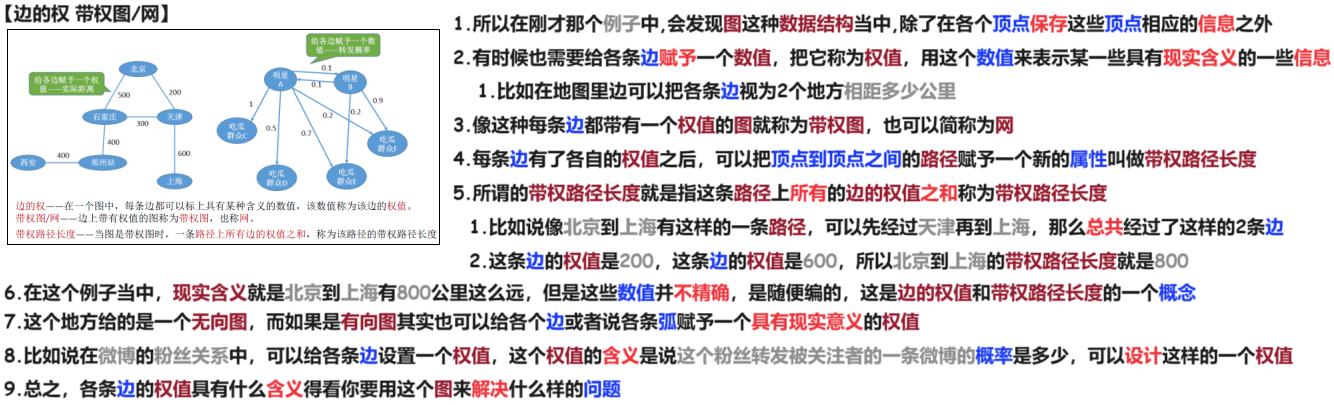 【边的权 带权图/网】
给各边赋予一个权
值——实际距离
北京
500
200
石家庄
300
天津
400
600
西安
400
郑州站
上海
给各边赋予一个数
值——转发概率
明星
A
0.1
0.1
明星
B
1
0.5
0.7
0.2
0.2
0.9
吃瓜
群众C
吃瓜
群众D
吃瓜
群众E
吃瓜
群众F
边的权——在一个图中，每条边都可以标上具有某种含义的数值，该数值称为该边的权值。
带权图/网——边上带有权值的图称为带权图，也称网。
带权路径长度——当图是带权图时，一条路径上所有边的权值之和，称为该路径的带权路径长度
1.所以在刚才那个例子中,会发现图这种数据结构当中,除了在各个顶点保存这些顶点相应的信息之外
2.有时候也需要给各条边赋予一个数值，把它称为权值，用这个数值来表示某一些具有现实含义的一些信息
1.比如在地图里边可以把各条边视为2个地方相距多少公里
3.像这种每条边都带有一个权值的图就称为带权图，也可以简称为网
4.每条边有了各自的权值之后，可以把顶点到顶点之间的路径赋予一个新的属性叫做带权路径长度
5.所谓的带权路径长度就是指这条路径上所有的边的权值之和称为带权路径长度
1.比如说像北京到上海有这样的一条路径，可以先经过天津再到上海，那么总共经过了这样的2条边
2.这条边的权值是200，这条边的权值是600，所以北京到上海的带权路径长度就是800
6.在这个例子当中，现实含义就是北京到上海有800公里这么远，但是这些数值并不精确，是随便编的，这是边的权值和带权路径长度的一个概念
7.这个地方给的是一个无向图，而如果是有向图其实也可以给各个边或者说各条弧赋予一个具有现实意义的权值
8.比如说在微博的粉丝关系中，可以给各条边设置一个权值，这个权值的含义是说这个粉丝转发被关注者的一条微博的概率是多少，可以设计这样的一个权值
9.总之，各条边的权值具有什么含义得看你要用这个图来解决什么样的问题